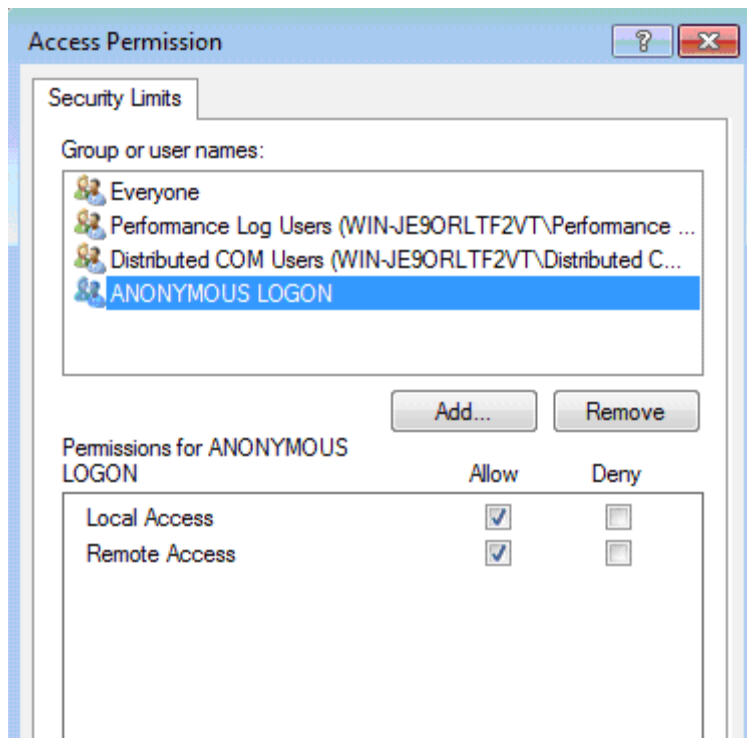 Access Permission
Security Limits
Group or user names:
Everyone
Performance Log Users (WIN-JE9ORLTF2VT\Performance ...
Distributed COM Users (WIN-JE9ORLTF2VT\Distributed C...
ANONYMOUS LOGON
Add... Remove
Permissions for ANONYMOUS
LOGON Allow Deny
Local Access
Remote Access